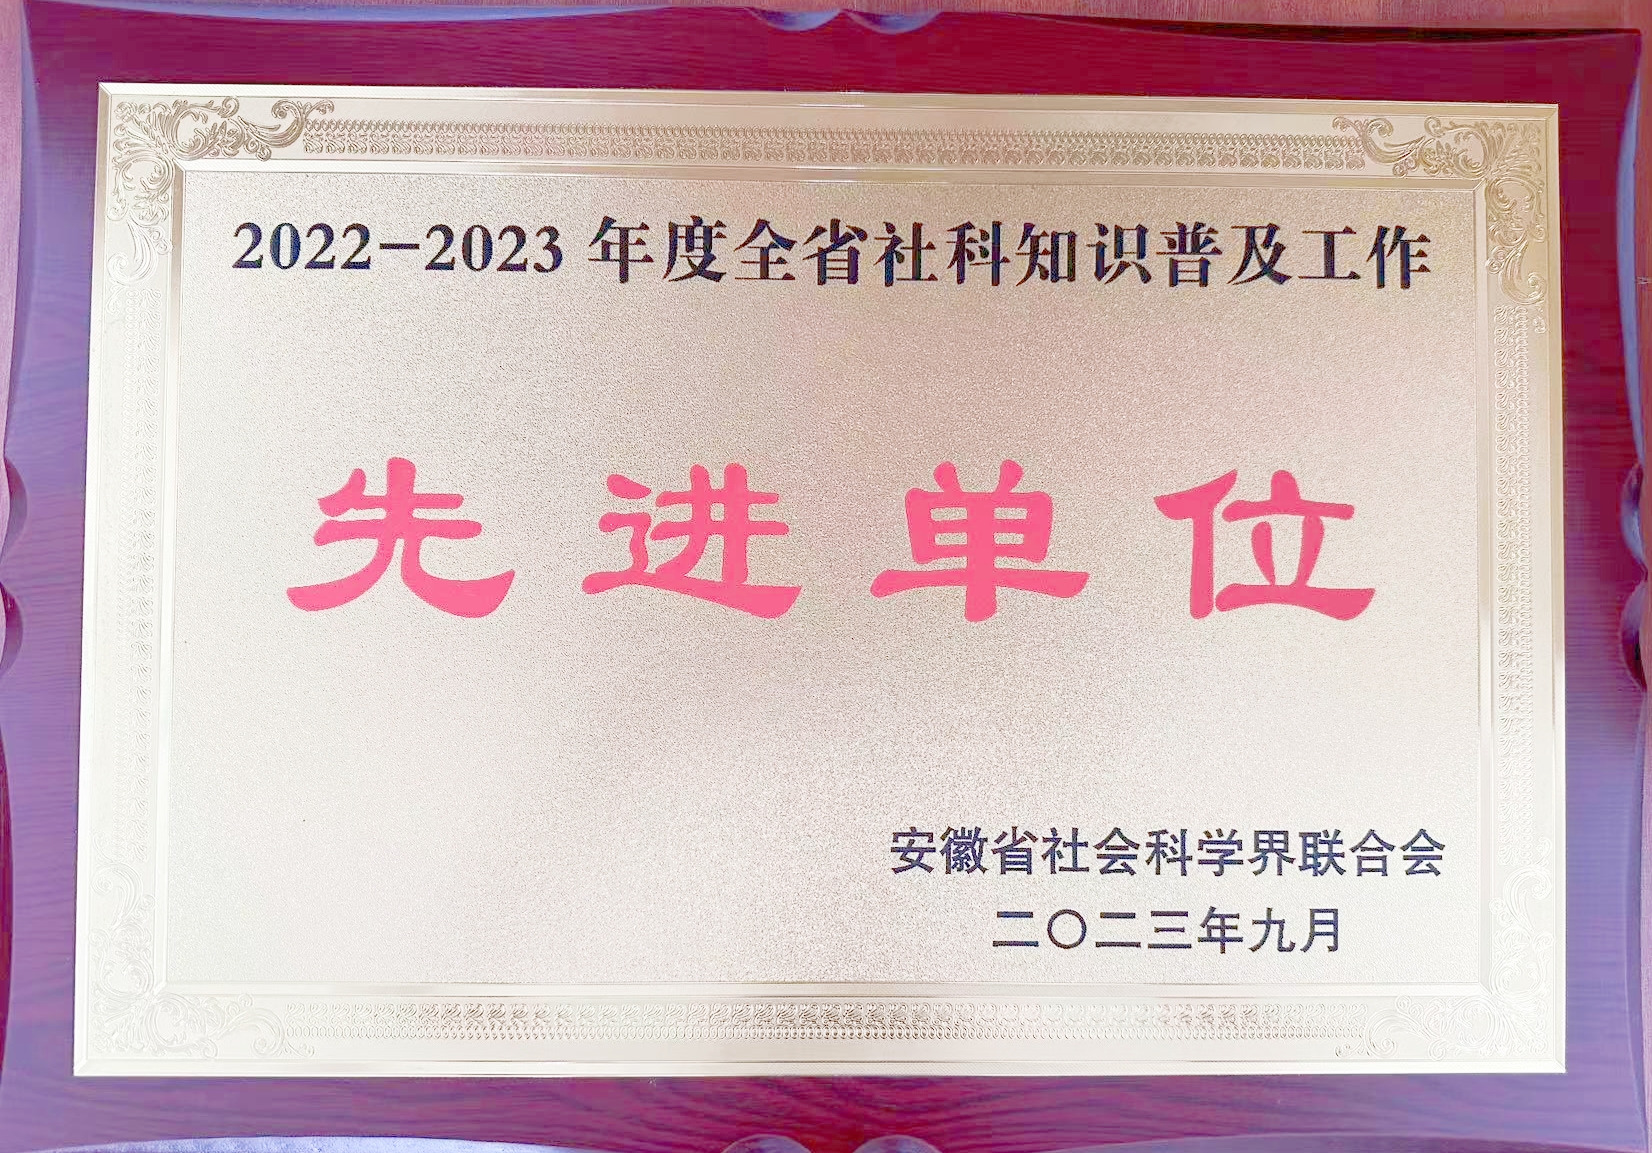 2022-2023 年度全省社科知识普及工作
先进单位
安徽省社会科学界联合会
二〇二三年九月